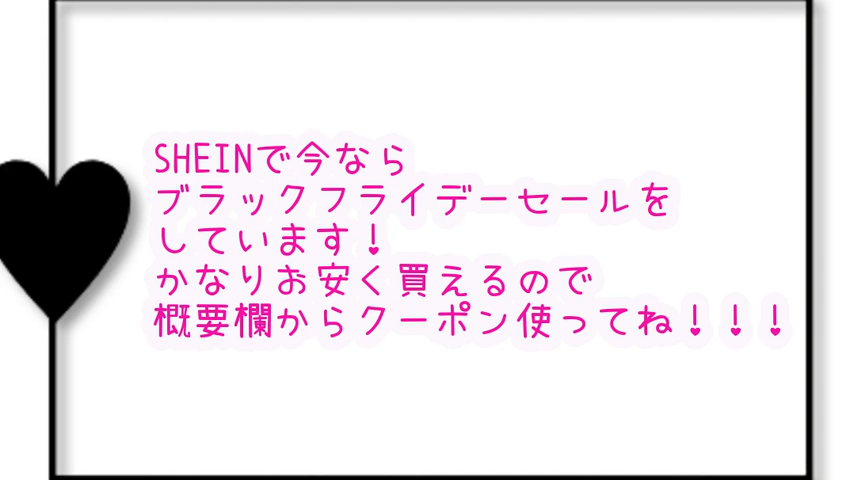 SHEINで今なら
ブラックフライデーセールを
しています！
かなりお安く買えるので
概要欄からクーポン使ってね！！！